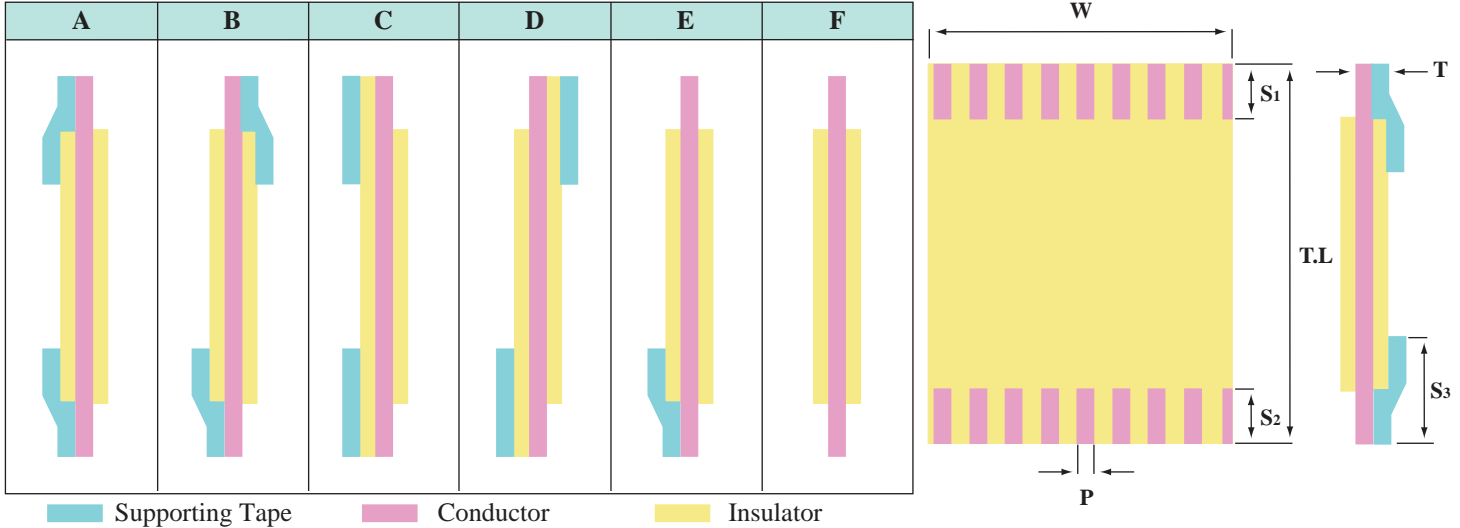 A B C D E F
W
T
S1
T.L
S2
S3
P
Supporting Tape Conductor Insulator